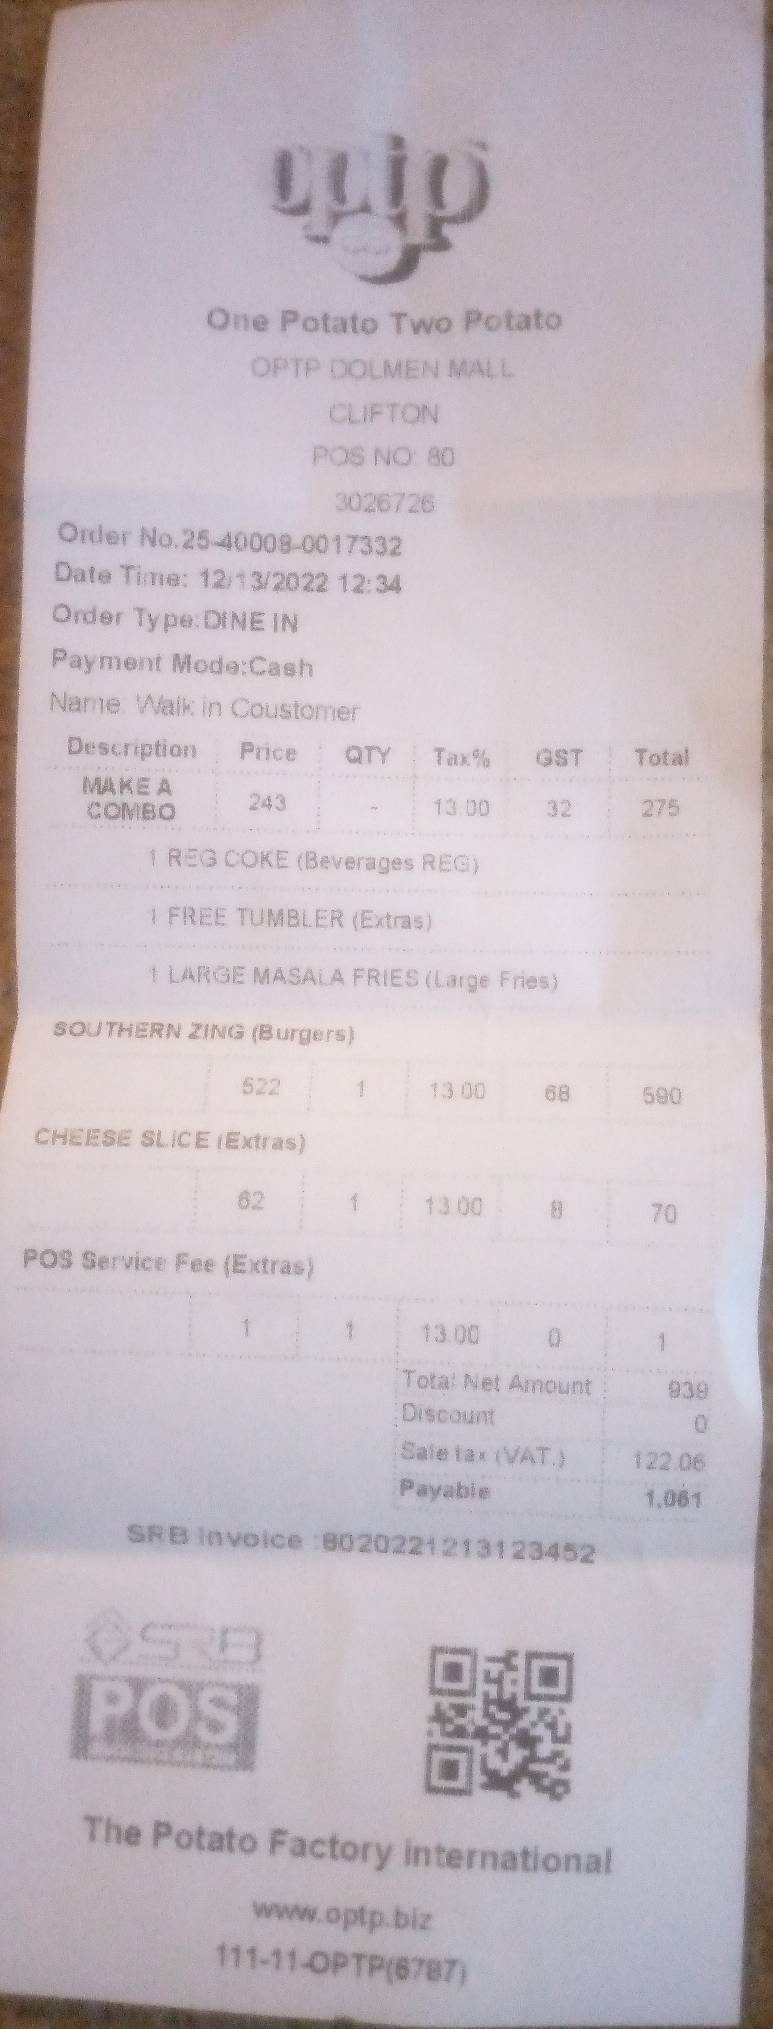 optp
One Potato Two Potato
OPTP DOLMEN MALL
CLIFTON
POS NO: 80
3026726
Order No.25-40008-0017332
Date Time: 12/13/2022 12:34
Order Type:DINE IN
Payment Mode:Cash
Name: Walk in Coustomer
Description Price QTY Tax% GST Total
MAKE A
COMBO 243 - 13.00 32 275
1 REG COKE (Beverages REG)
1 FREE TUMBLER (Extras)
1 LARGE MASALA FRIES (Large Fries)
SOUTHERN ZING (Burgers)
522 1 13.00 68 590
CHEESE SLICE (Extras)
62 1 13.00 8 70
POS Service Fee (Extras)
1 1 13.00 0 1
Total Net Amount 939
Discount 0
Sale tax (VAT.) 122.06
Payable 1,061
SRB Invoice :8020221213123452
SRB
POS
The Potato Factory International
www.optp.biz
111-11-OPTP(6787)